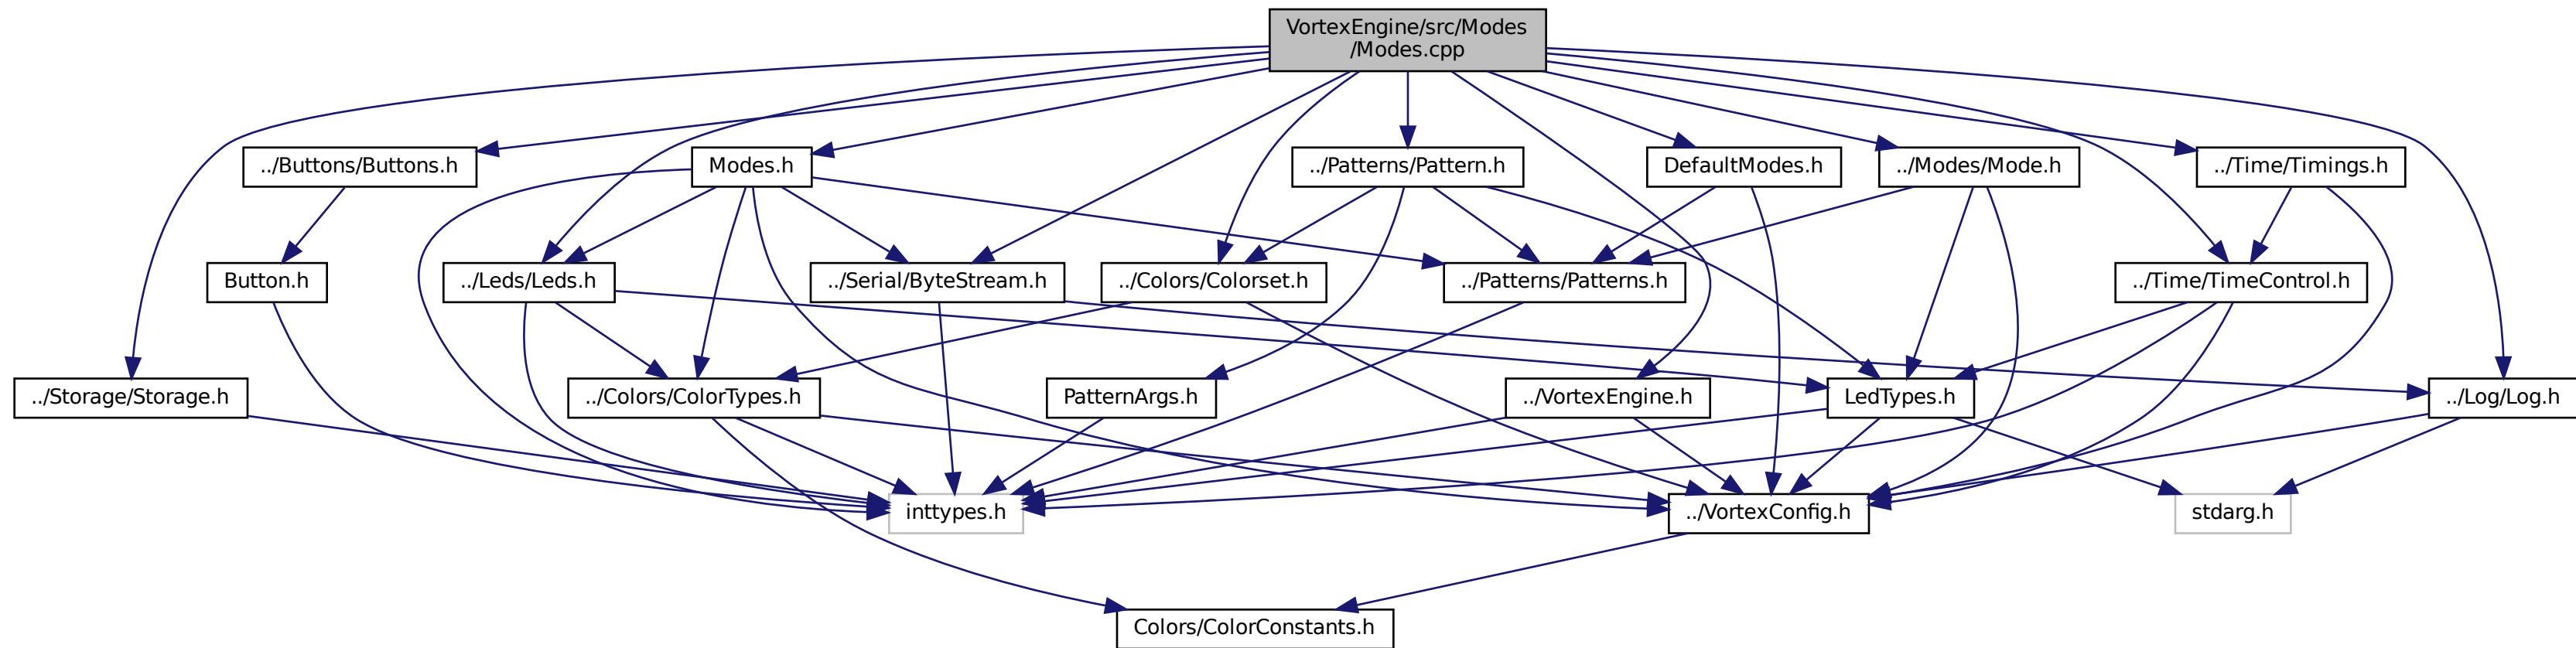 VortexEngine/src/Modes
/Modes.cpp
../Buttons/Buttons.h
Modes.h
../Patterns/Pattern.h
DefaultModes.h
../Modes/Mode.h
../Time/Timings.h
Button.h
../Leds/Leds.h
../Serial/ByteStream.h
../Colors/Colorset.h
../Patterns/Patterns.h
../Time/TimeControl.h
../Storage/Storage.h
../Colors/ColorTypes.h
PatternArgs.h
../VortexEngine.h
LedTypes.h
../Log/Log.h
inttypes.h
../VortexConfig.h
stdarg.h
Colors/ColorConstants.h